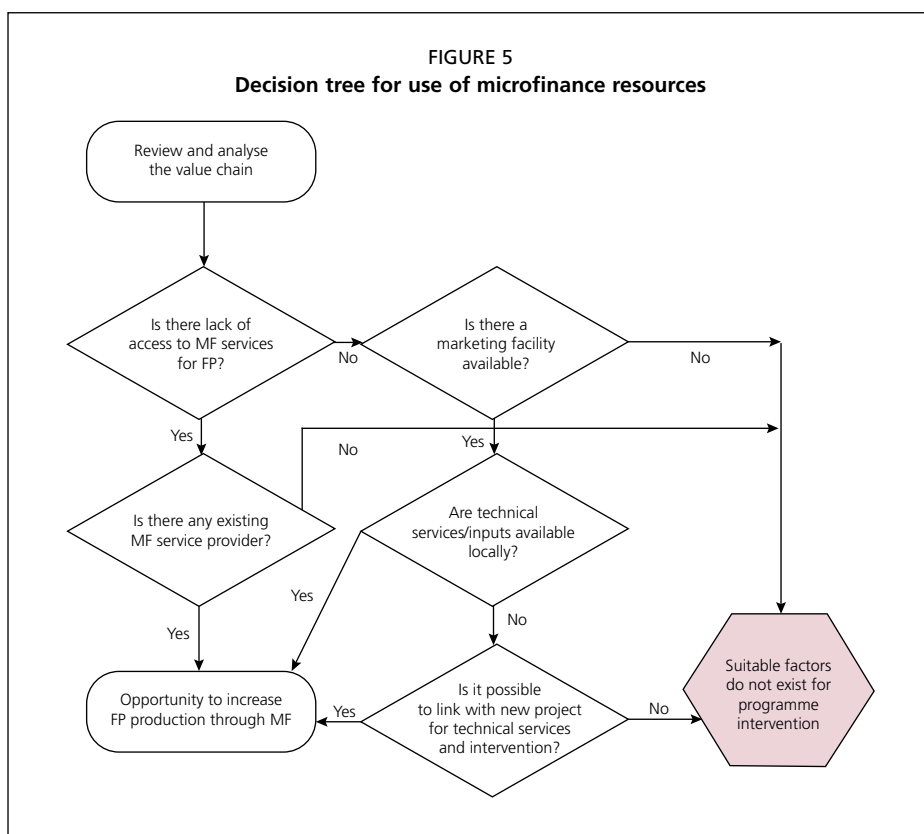 FIGURE 5
Decision tree for use of microfinance resources
Review and analyse
the value chain
Is there lack of
access to MF services
for FP?
No
Is there a
marketing facility
available?
No
Yes
No
Yes
Is there any existing
MF service provider?
Are technical
services/inputs available
locally?
Yes
Yes
No
Opportunity to increase
FP production through MF
Yes
Is it possible
to link with new project
for technical services
and intervention?
No
Suitable factors
do not exist for
programme
intervention